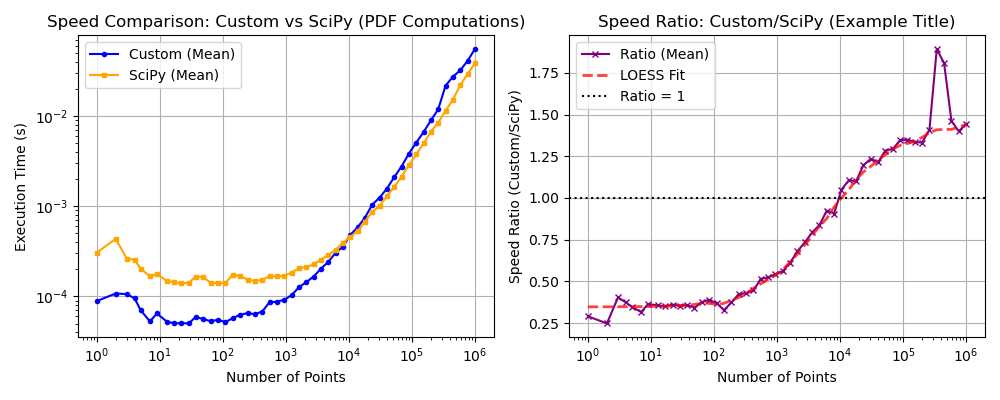 Speed Comparison: Custom vs SciPy (PDF Computations)
Custom (Mean)
SciPy (Mean)
Execution Time (s)
10⁻²
10⁻³
10⁻⁴
10⁰ 10¹ 10² 10³ 10⁴ 10⁵ 10⁶
Number of Points
Speed Ratio: Custom/SciPy (Example Title)
Ratio (Mean)
LOESS Fit
Ratio = 1
Speed Ratio (Custom/SciPy)
1.75
1.50
1.25
1.00
0.75
0.50
0.25
10⁰ 10¹ 10² 10³ 10⁴ 10⁵ 10⁶
Number of Points